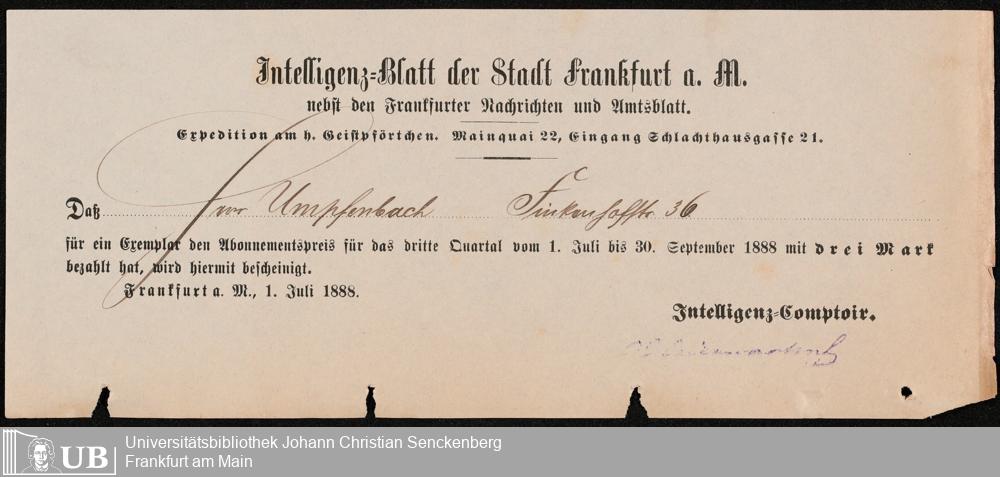 Intelligenz-Blatt der Stadt Frankfurt a. M.
nebst den Frankfurter Nachrichten und Amtsblatt.
Expedition am h. Geistpförtchen. Mainquai 22, Eingang Schlachthausgasse 21.
Daß Herr Umpfenbach Finkenhofstr. 36
für ein Exemplar den Abonnementspreis für das dritte Quartal vom 1. Juli bis 30. September 1888 mit drei Mark
bezahlt hat, wird hiermit bescheinigt.
Frankfurt a. M., 1. Juli 1888.
Intelligenz-Comptoir.
UB
Universitätsbibliothek Johann Christian Senckenberg
Frankfurt am Main